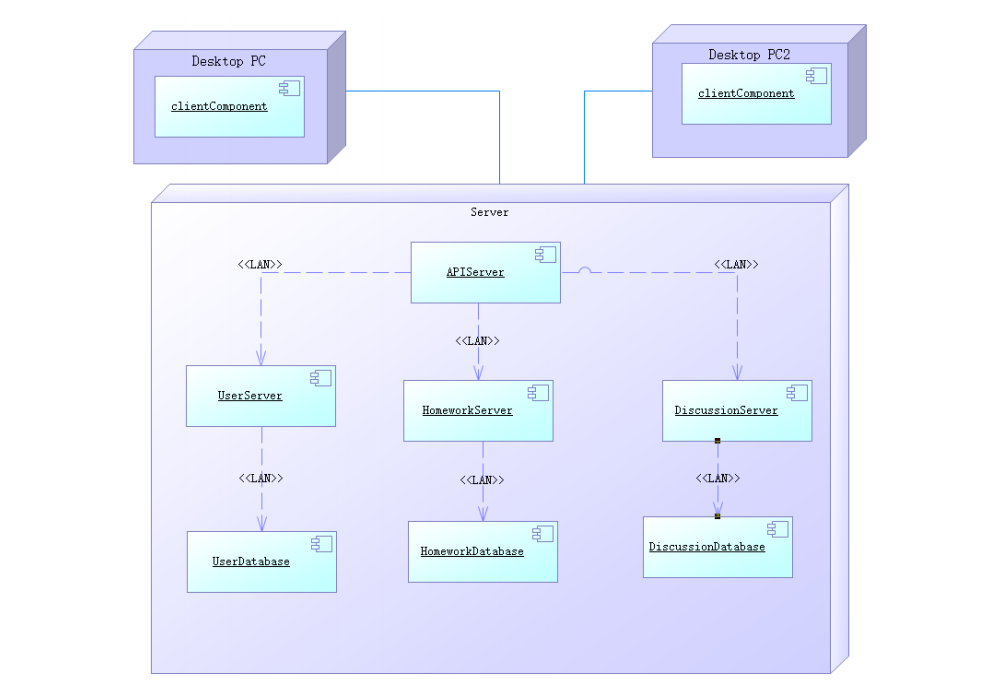 Desktop PC
clientComponent
Desktop PC2
clientComponent
Server
APIServer
<<LAN>>
<<LAN>>
<<LAN>>
UserServer
HomeworkServer
DiscussionServer
<<LAN>>
<<LAN>>
<<LAN>>
UserDatabase
HomeworkDatabase
DiscussionDatabase